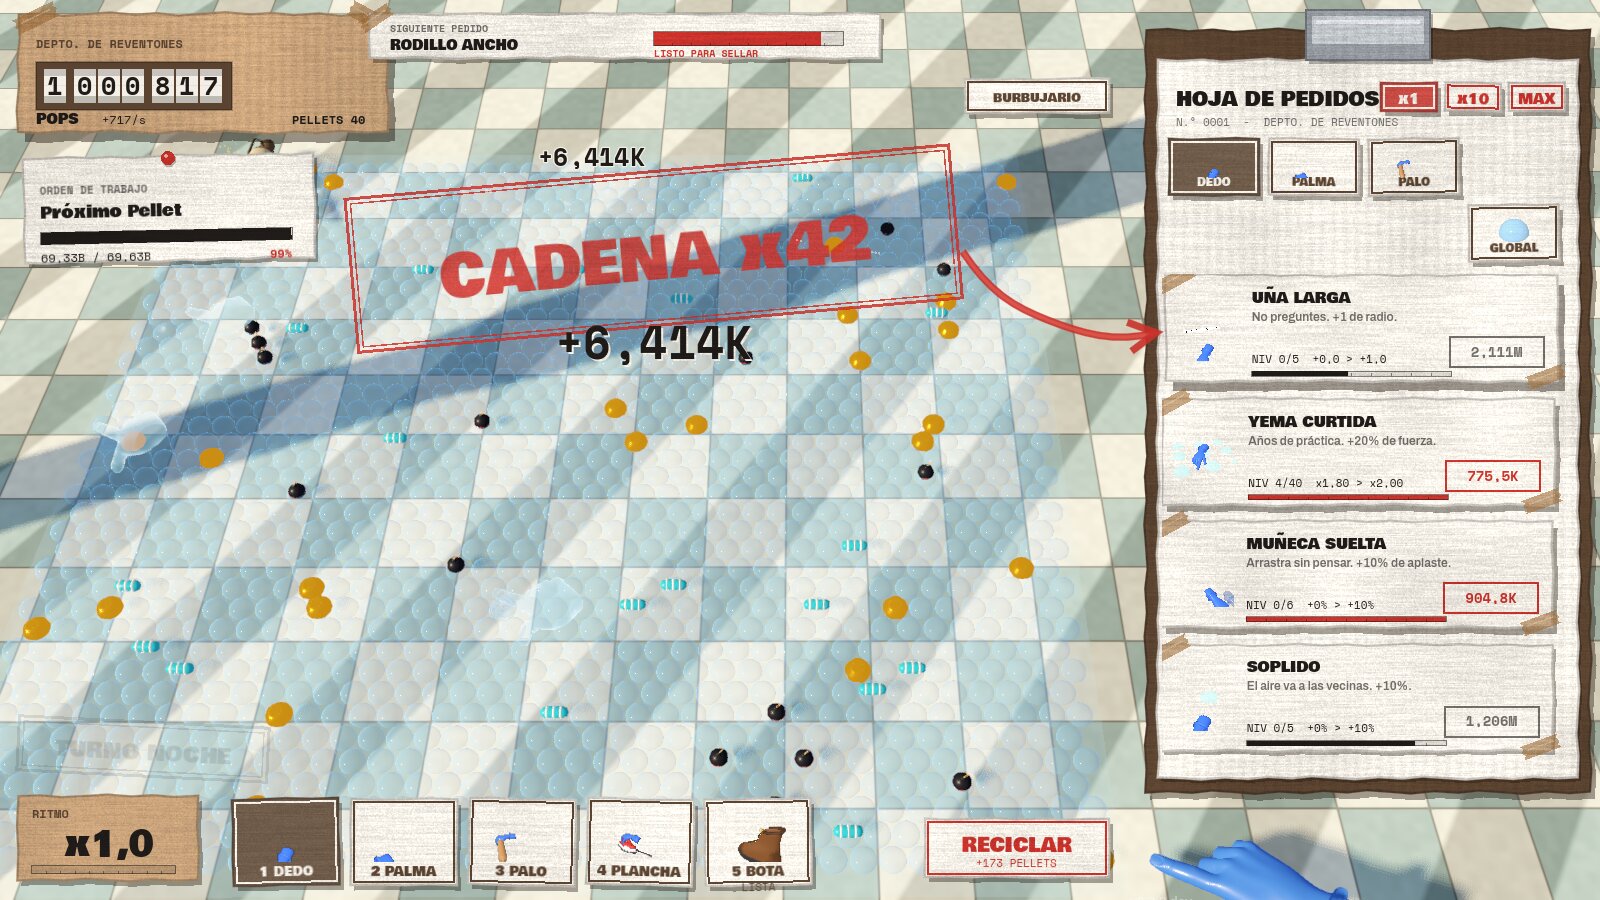 DEPTO. DE REVENTONES
1 000 817
POPS +717/s PELLETS 40
SIGUIENTE PEDIDO
RODILLO ANCHO
LISTO PARA SELLAR
BURBUJARIO
ORDEN DE TRABAJO
Próximo Pellet
69,33B / 69,63B 99%
+6,414K
CADENA x42
+6,414K
HOJA DE PEDIDOS x1 x10 MAX
N.° 0001 - DEPTO. DE REVENTONES
DEDO PALMA PALO
GLOBAL
UÑA LARGA
No preguntes. +1 de radio.
NIV 0/5 +0,0 > +1,0
2,111M
YEMA CURTIDA
Años de práctica. +20% de fuerza.
NIV 4/40 x1,80 > x2,00
775,5K
MUÑECA SUELTA
Arrastra sin pensar. +10% de aplaste.
NIV 0/6 +0% > +10%
904,8K
SOPLIDO
El aire va a las vecinas. +10%.
NIV 0/5 +0% > +10%
1,206M
TURNO NOCHE
RITMO
x1,0
1 DEDO 2 PALMA 3 PALO 4 PLANCHA 5 BOTA
LISTA
RECICLAR
+173 PELLETS